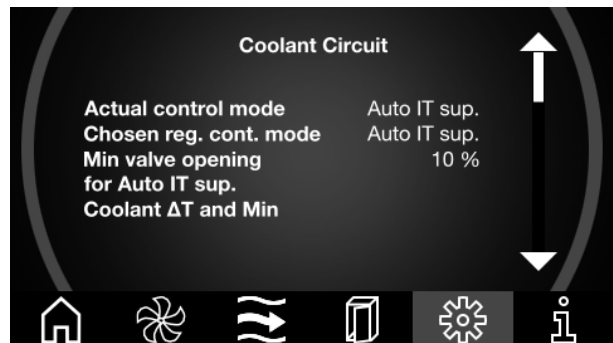 Coolant Circuit
Actual control mode Auto IT sup.
Chosen reg. cont. mode Auto IT sup.
Min valve opening 10 %
for Auto IT sup.
Coolant ΔT and Min